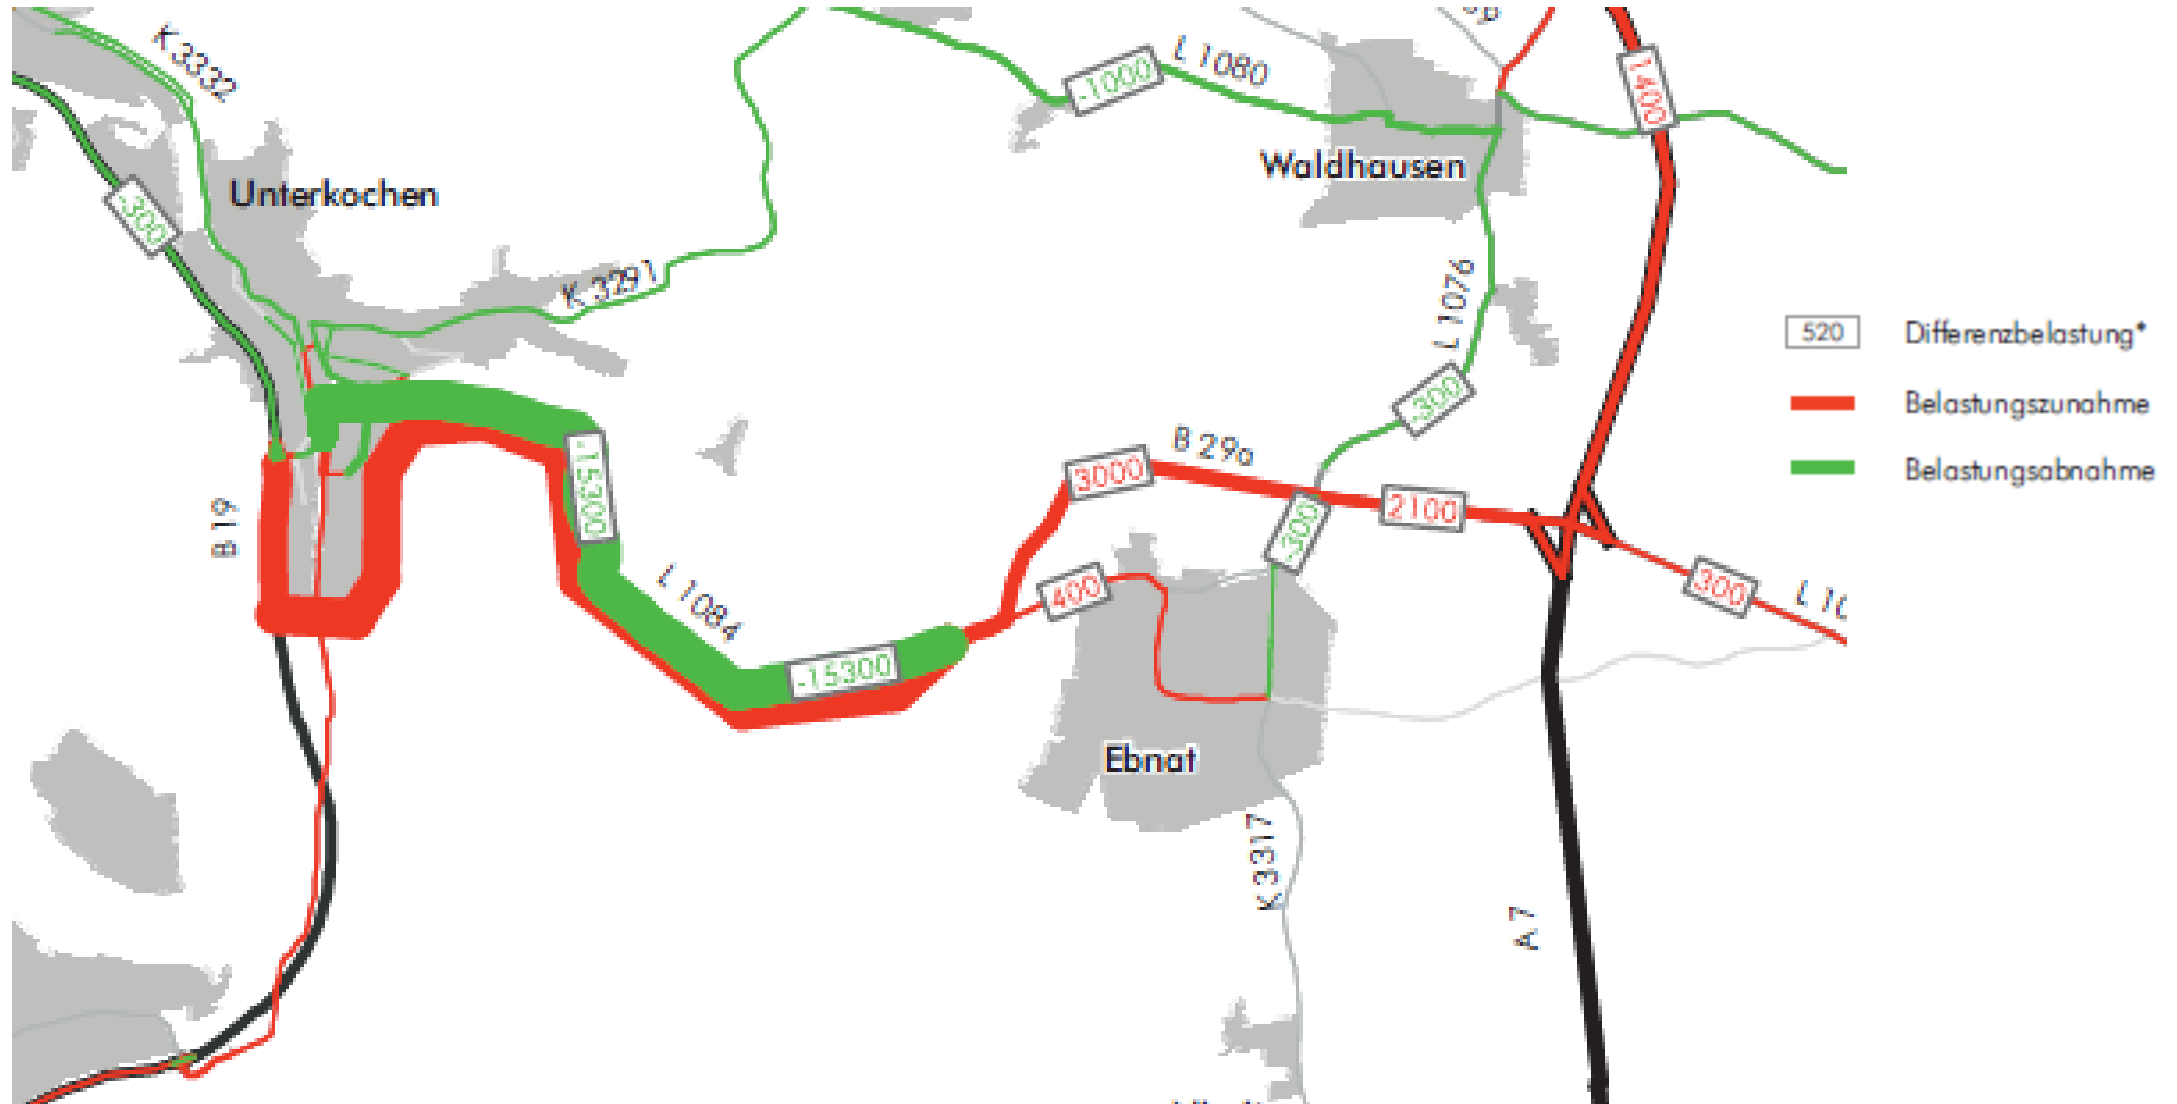 K 3332
L 1080
-1000
1400
Waldhausen
Unterkochen
-300
K 3291
L 1076
520 Differenzbelastung*
-300
Belastungszunahme
B 29a
3000
Belastungsabnahme
-15300
2100
B 19
-300
L 1084
400
300
L 10
-15300
Ebnat
K 3317
A 7